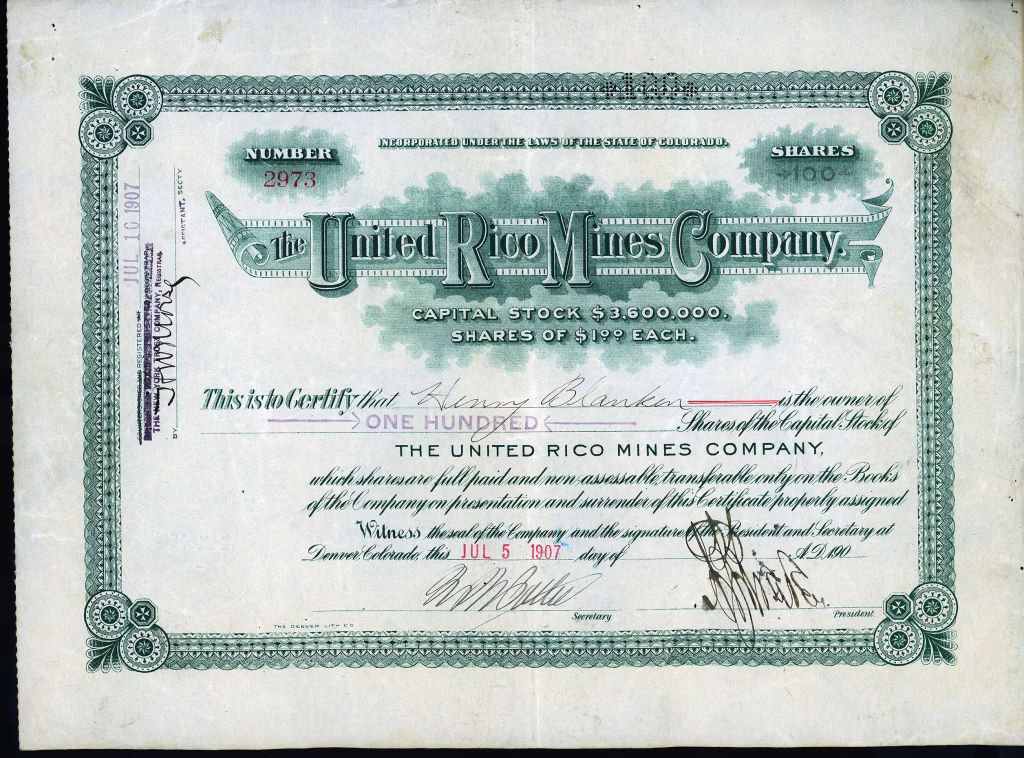 *100*
INCORPORATED UNDER THE LAWS OF THE STATE OF COLORADO.
NUMBER
2973
SHARES
100
The United Rico Mines Company.
CAPITAL STOCK $3,600,000.
SHARES OF $1.00 EACH.
This is to Certify that Henry Blanken is the owner of
ONE HUNDRED Shares of the Capital Stock of
THE UNITED RICO MINES COMPANY,
which shares are full paid and non-assessable, transferable only on the Books
of the Company on presentation and surrender of this Certificate properly assigned
Witness the seal of the Company and the signature of the President and Secretary at
Denver, Colorado, this JUL 5 1907 day of A.D. 190
Secretary
President
THE DENVER LITH CO
JUL 10 1907
AND REGISTERED
COMPANY, REGISTRAR
BY
ASSISTANT SECTY